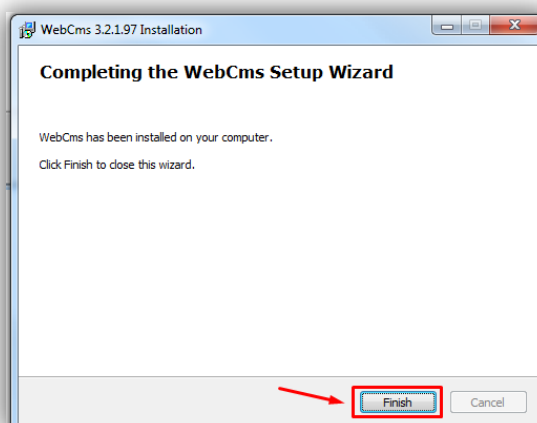 WebCms 3.2.1.97 Installation
Completing the WebCms Setup Wizard
WebCms has been installed on your computer.
Click Finish to close this wizard.
Finish
Cancel